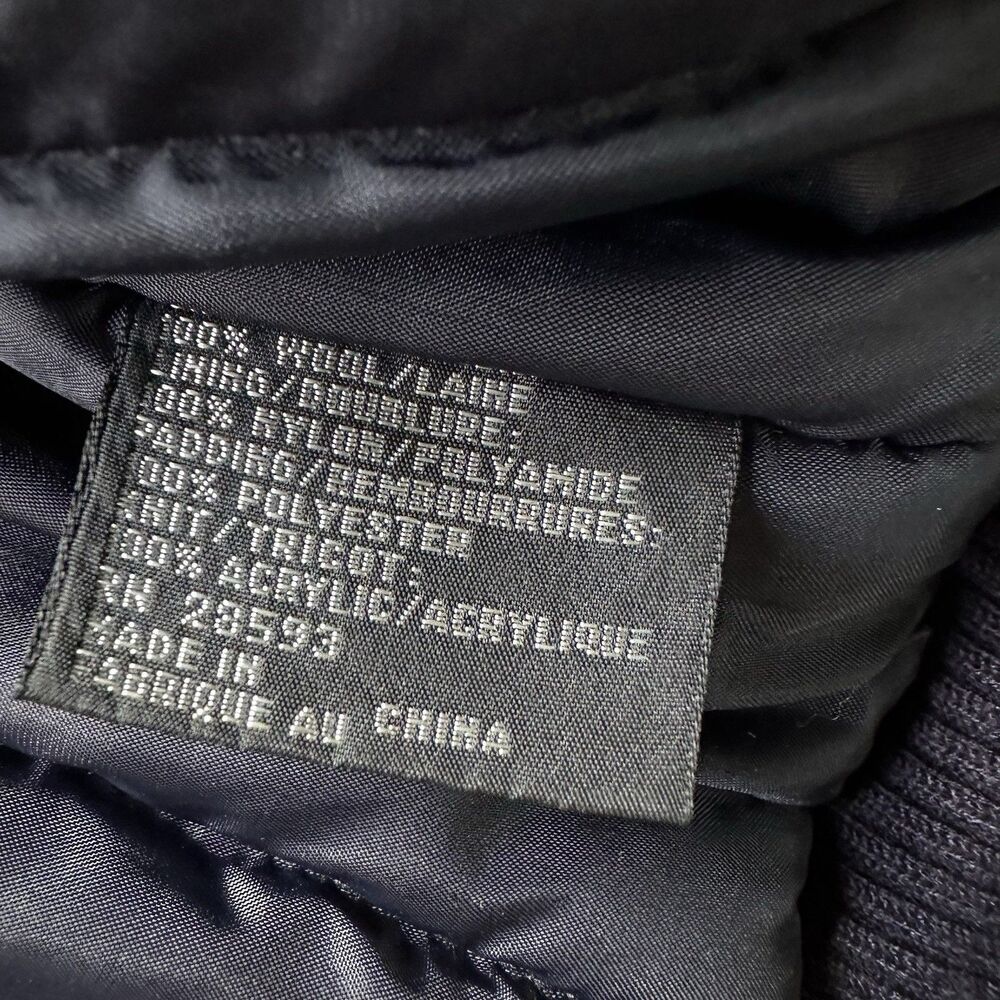 100% WOOL/LAINE
LINING/DOUBLURE:
100% NYLON/POLYAMIDE
PADDING/REMBOURRURES:
100% POLYESTER
KNIT/TRICOT:
100% ACRYLIC/ACRYLIQUE
RN 23593
MADE IN
FABRIQUE AU CHINA